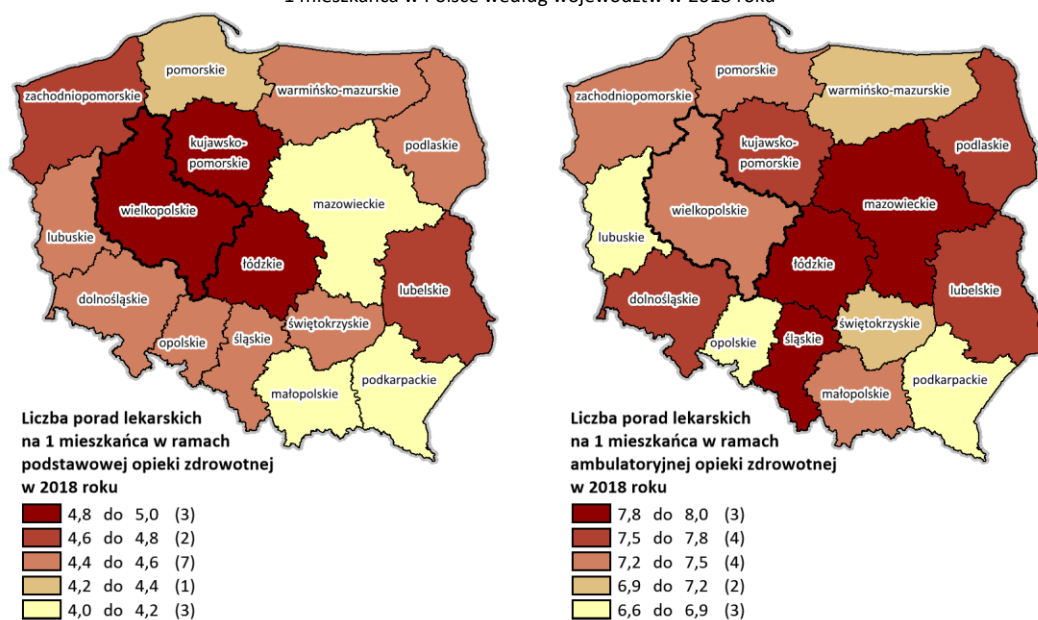 1 mieszkańca w Polsce według województw w 2018 roku
pomorskie
zachodniopomorskie
warmińsko-mazurskie
kujawsko-
pomorskie
podlaskie
mazowieckie
wielkopolskie
lubuskie
łódzkie
lubelskie
dolnośląskie
świętokrzyskie
opolskie
śląskie
podkarpackie
małopolskie
Liczba porad lekarskich
na 1 mieszkańca w ramach
podstawowej opieki zdrowotnej
w 2018 roku
4,8 do 5,0 (3)
4,6 do 4,8 (2)
4,4 do 4,6 (7)
4,2 do 4,4 (1)
4,0 do 4,2 (3)
pomorskie
zachodniopomorskie
warmińsko-mazurskie
kujawsko-
pomorskie
podlaskie
mazowieckie
wielkopolskie
lubuskie
łódzkie
lubelskie
dolnośląskie
świętokrzyskie
opolskie
śląskie
podkarpackie
małopolskie
Liczba porad lekarskich
na 1 mieszkańca w ramach
ambulatoryjnej opieki zdrowotnej
w 2018 roku
7,8 do 8,0 (3)
7,5 do 7,8 (4)
7,2 do 7,5 (4)
6,9 do 7,2 (2)
6,6 do 6,9 (3)